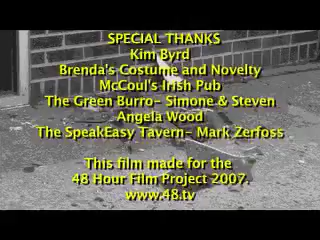 SPECIAL THANKS
Kim Byrd
Brenda's Costume and Novelty
McCoul's Irish Pub
The Green Burro- Simone & Steven
Angela Wood
The SpeakEasy Tavern- Mark Zerfoss
This film made for the
48 Hour Film Project 2007.
www.48.tv